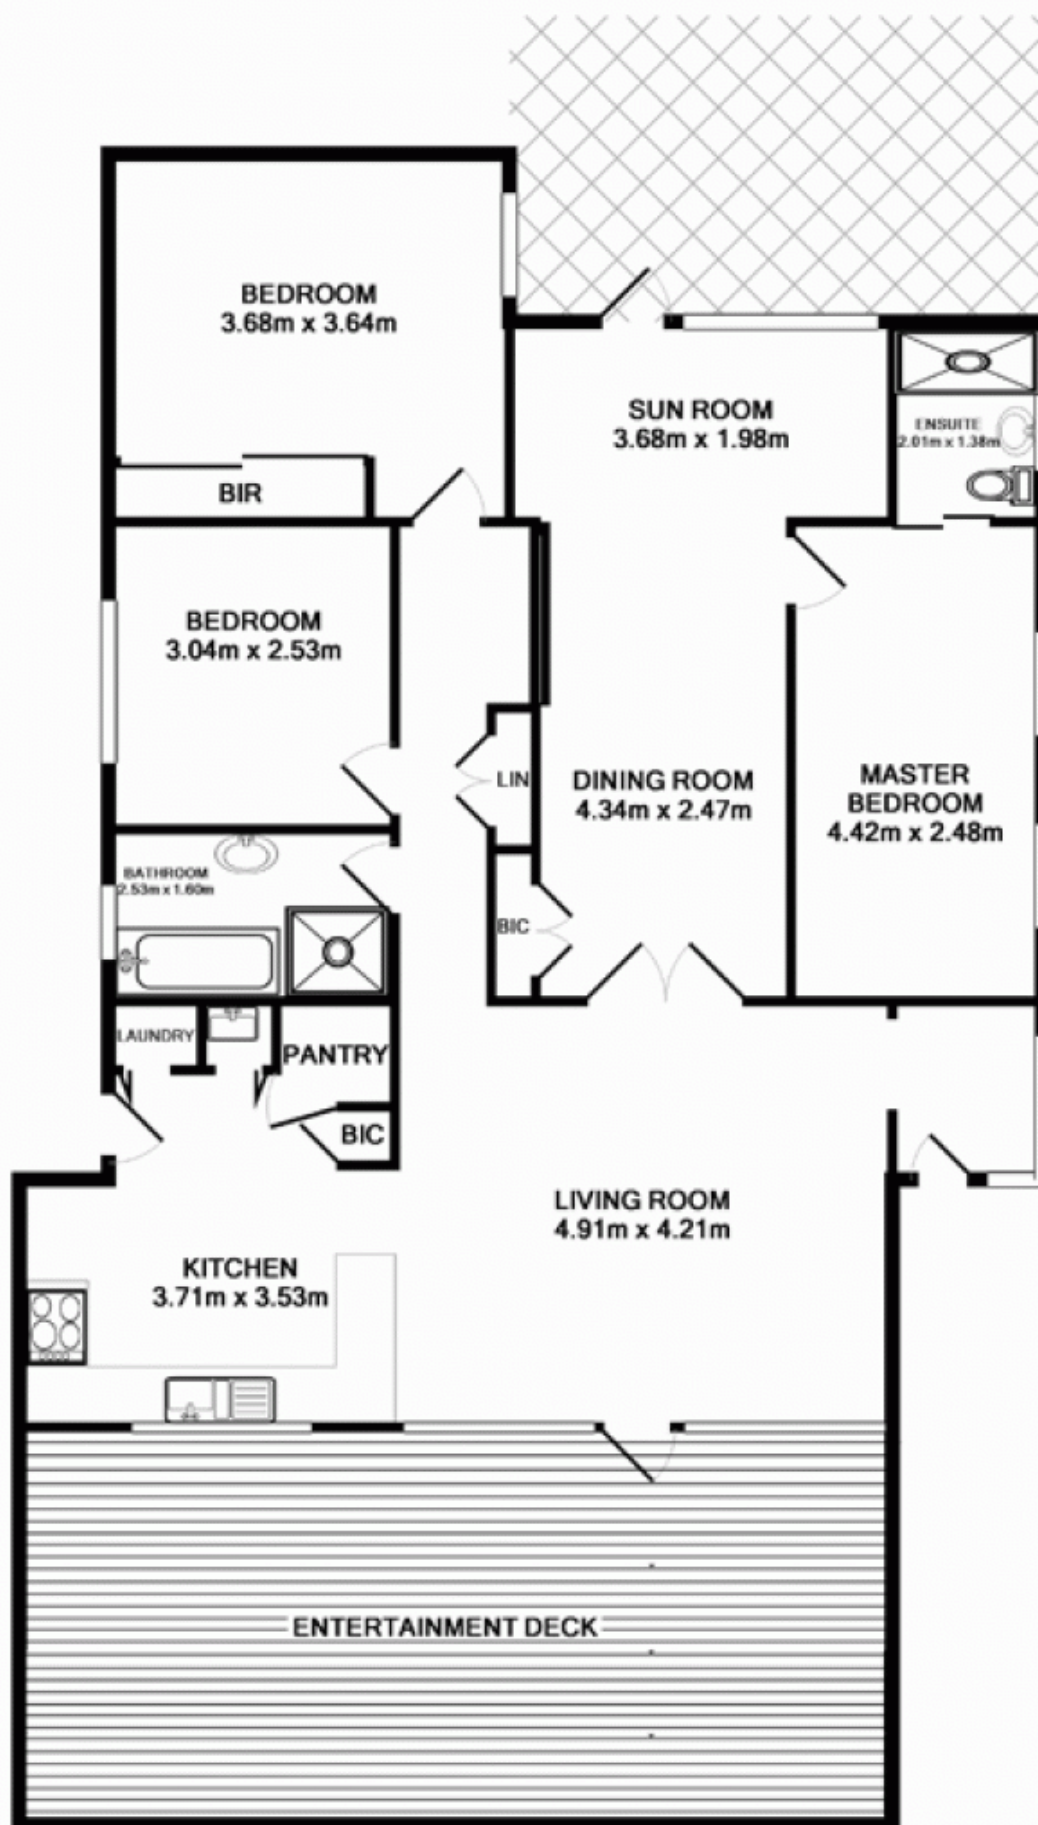 BEDROOM
3.68m x 3.64m
SUN ROOM
3.68m x 1.98m
ENSUITE
2.01m x 1.38m
BIR
BEDROOM
3.04m x 2.53m
LIN
DINING ROOM
4.34m x 2.47m
MASTER
BEDROOM
4.42m x 2.48m
BATHROOM
2.53m x 1.60m
BIC
LAUNDRY
PANTRY
BIC
LIVING ROOM
4.91m x 4.21m
KITCHEN
3.71m x 3.53m
ENTERTAINMENT DECK